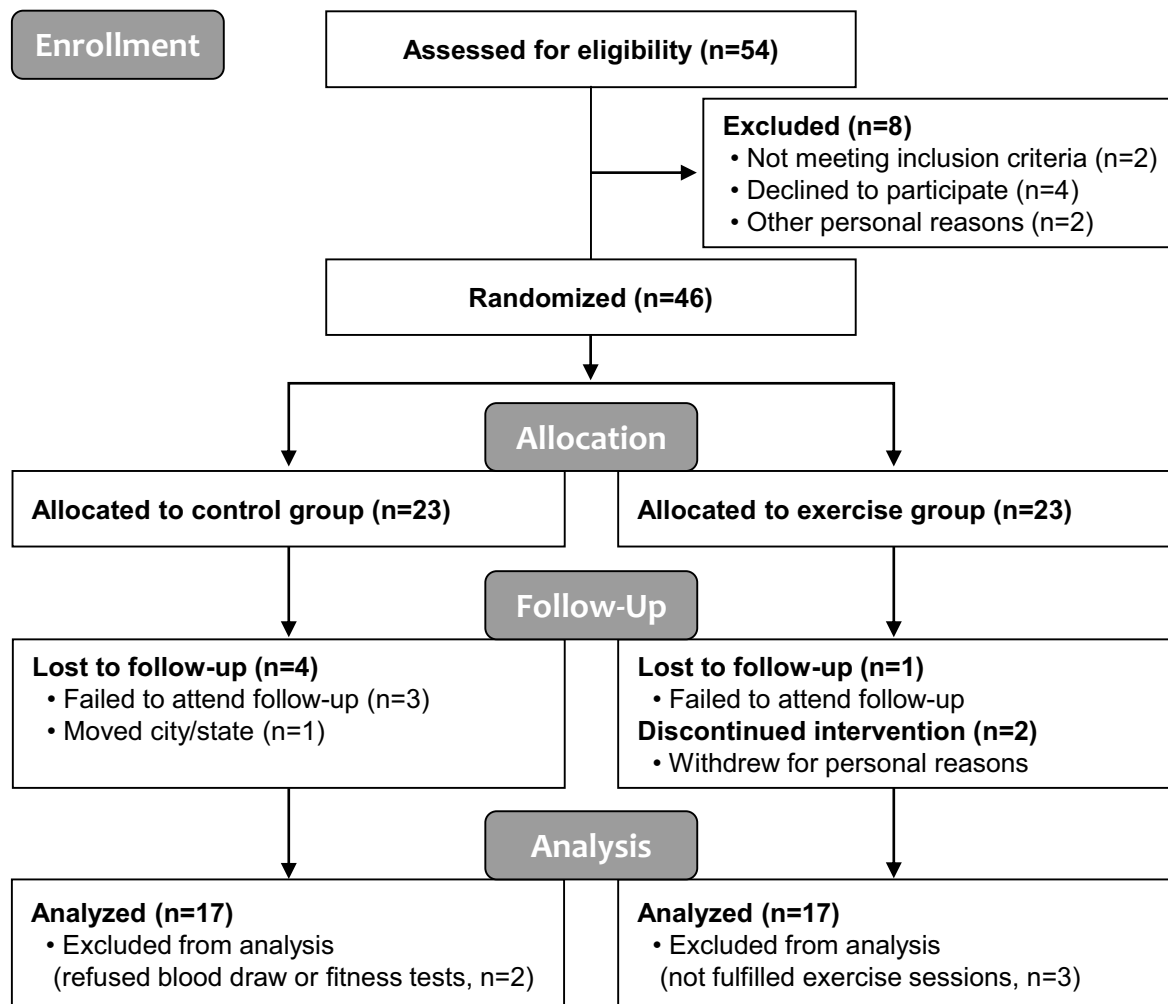 Enrollment
Assessed for eligibility (n=54)
Excluded (n=8)
• Not meeting inclusion criteria (n=2)
• Declined to participate (n=4)
• Other personal reasons (n=2)
Randomized (n=46)
Allocation
Allocated to control group (n=23)
Allocated to exercise group (n=23)
Follow-Up
Lost to follow-up (n=4)
• Failed to attend follow-up (n=3)
• Moved city/state (n=1)
Lost to follow-up (n=1)
• Failed to attend follow-up
Discontinued intervention (n=2)
• Withdrew for personal reasons
Analysis
Analyzed (n=17)
• Excluded from analysis
(refused blood draw or fitness tests, n=2)
Analyzed (n=17)
• Excluded from analysis
(not fulfilled exercise sessions, n=3)